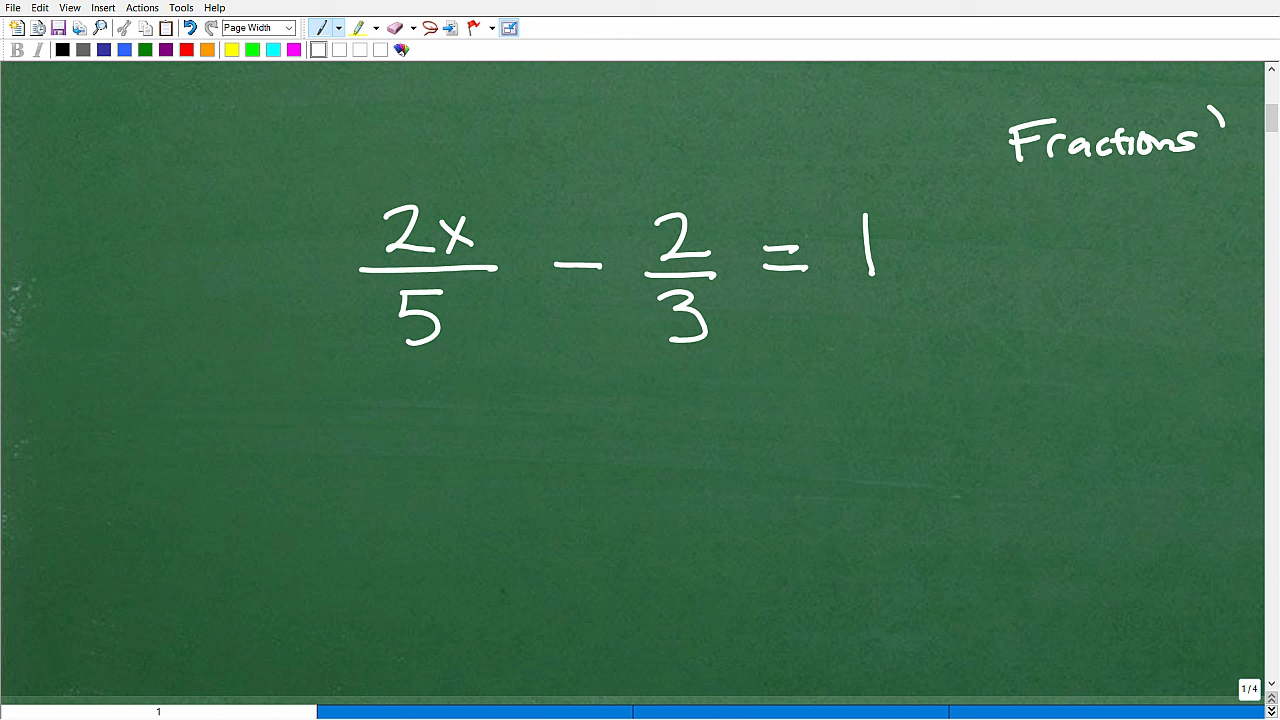 File Edit View Insert Actions Tools Help
Page Width
B I
Fractions
2x/5 - 2/3 = 1
1/4
1